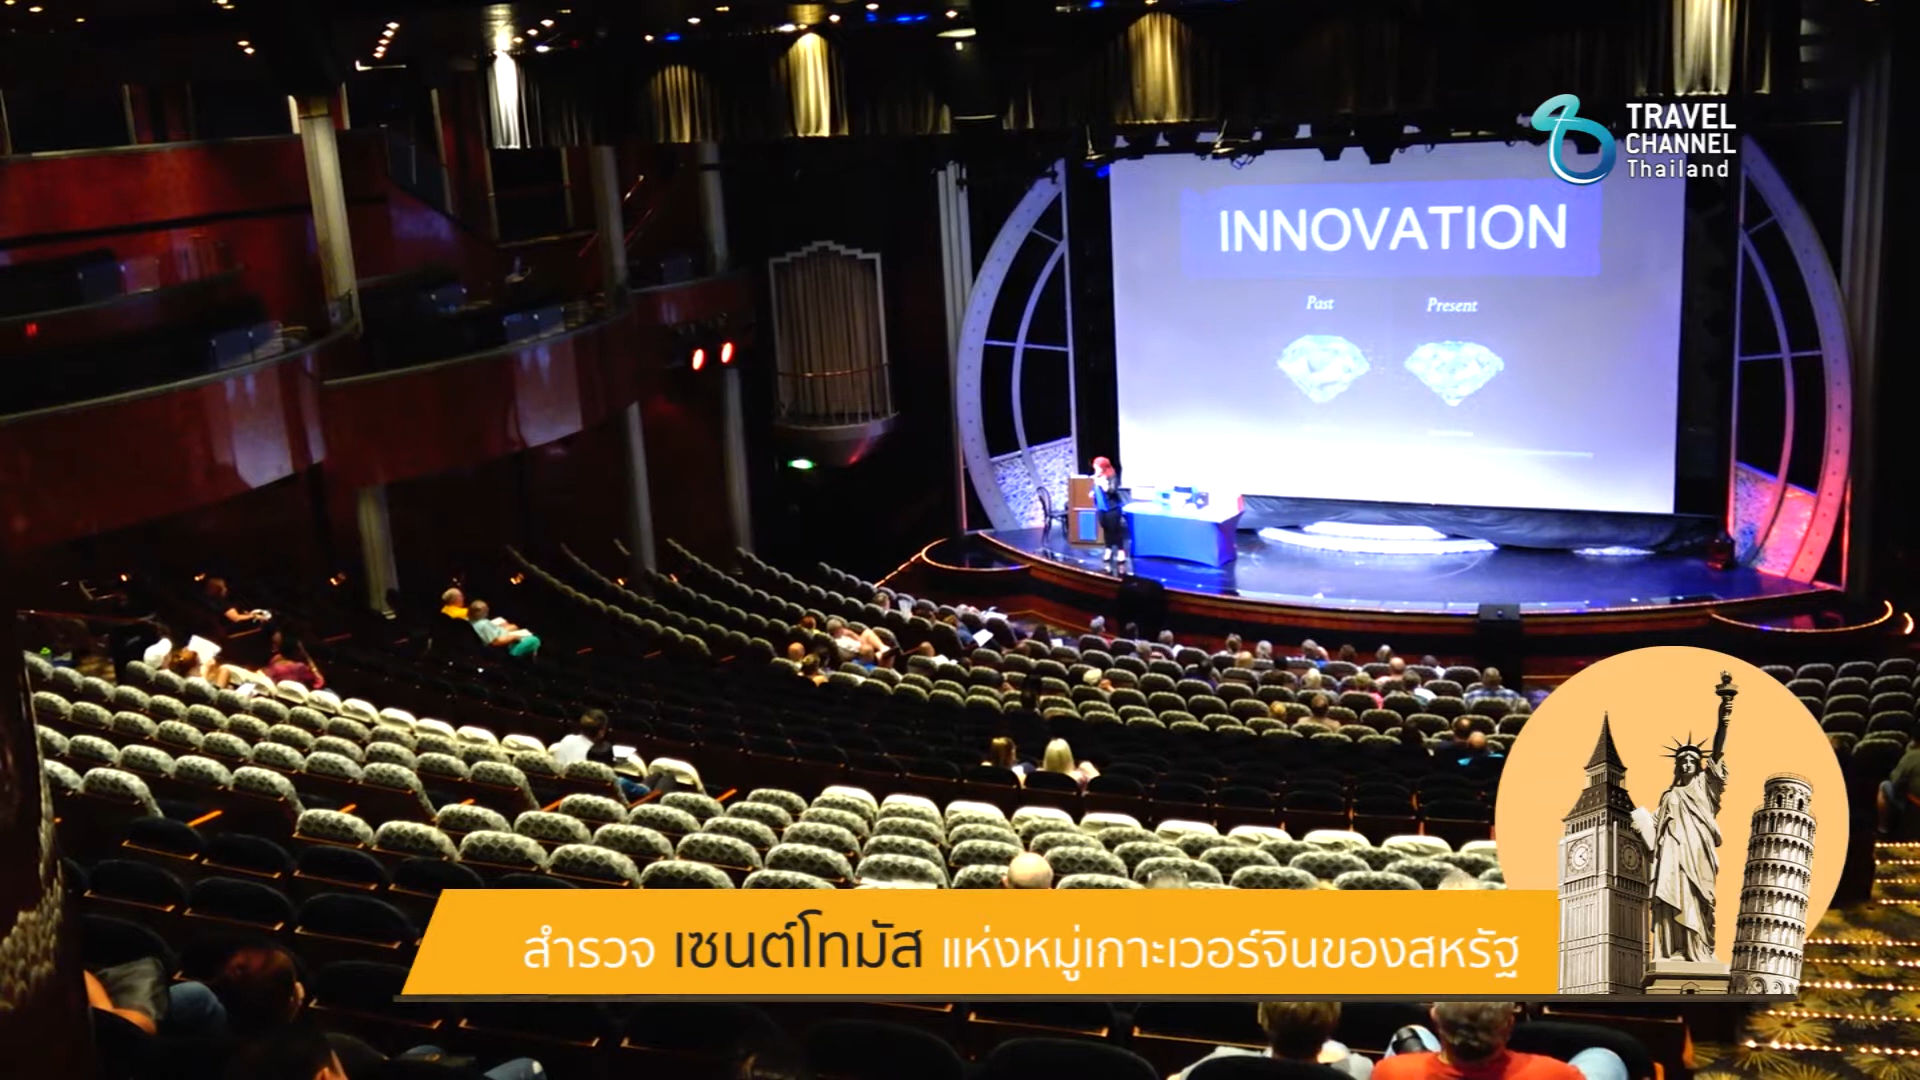 TRAVEL
CHANNEL
Thailand
INNOVATION
Past Present
สำรวจ เซนต์โทมัส แห่งหมู่เกาะเวอร์จินของสหรัฐ